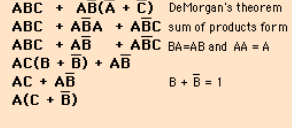 ABC + AB̅(A̅ + C̅) DeMorgan's theorem
ABC + AB̅A + AB̅C̅ sum of products form
ABC + AB̅ + AB̅C̅ BA=AB and AA = A
AC(B + B̅) + AB̅
AC + AB̅ B + B̅ = 1
A(C + B̅)